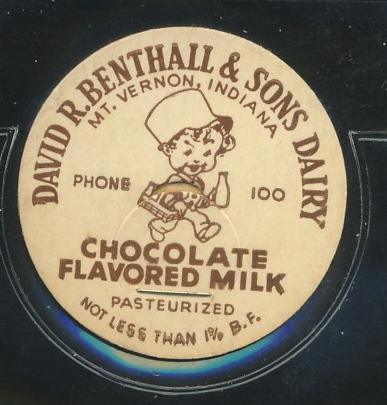 DAVID R. BENTHALL & SONS DAIRY
MT. VERNON, INDIANA
PHONE 100
CHOCOLATE
FLAVORED MILK
PASTEURIZED
NOT LESS THAN 1% B.F.